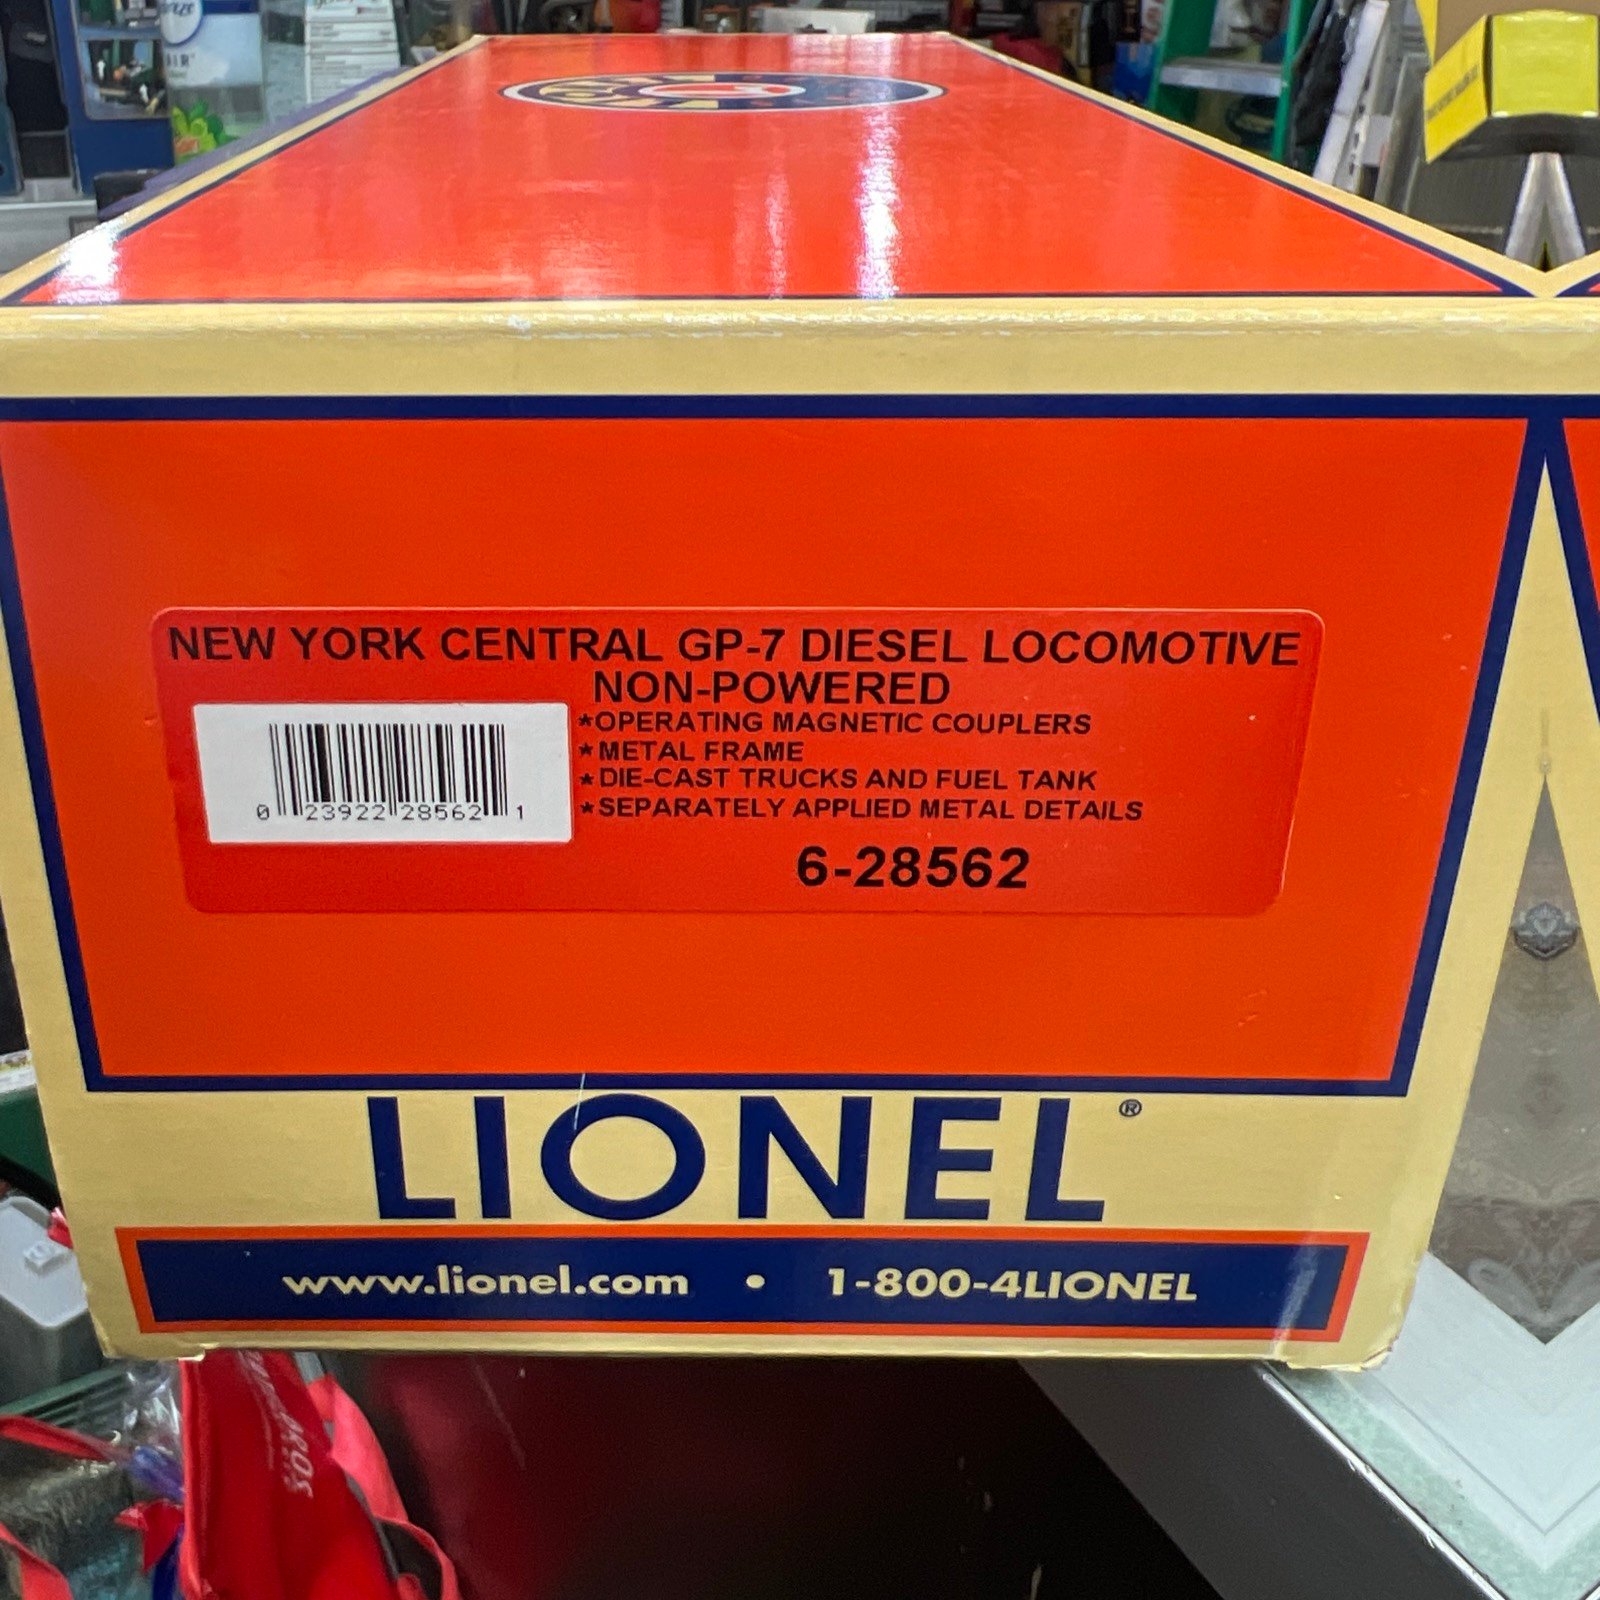 NEW YORK CENTRAL GP-7 DIESEL LOCOMOTIVE
NON-POWERED
*OPERATING MAGNETIC COUPLERS
*METAL FRAME
*DIE-CAST TRUCKS AND FUEL TANK
*SEPARATELY APPLIED METAL DETAILS
0 23922 28562 1
6-28562
LIONEL®
www.lionel.com • 1-800-4LIONEL